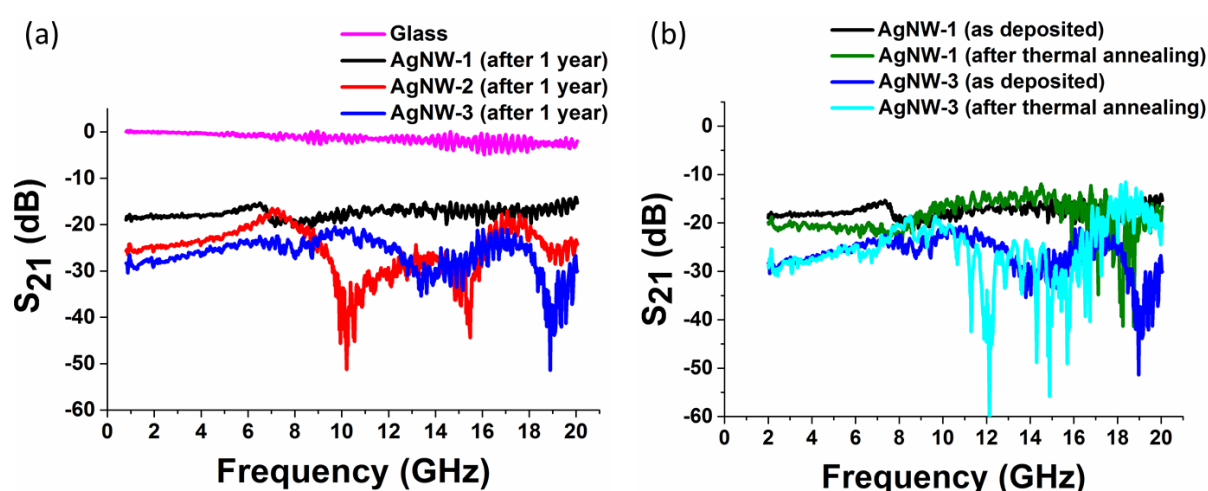 (a)
Glass
AgNW-1 (after 1 year)
AgNW-2 (after 1 year)
AgNW-3 (after 1 year)
0
-10
-20
-30
-40
-50
-60
S21 (dB)
0 2 4 6 8 10 12 14 16 18 20
Frequency (GHz)
(b)
AgNW-1 (as deposited)
AgNW-1 (after thermal annealing)
AgNW-3 (as deposited)
AgNW-3 (after thermal annealing)
0
-10
-20
-30
-40
-50
-60
S21 (dB)
0 2 4 6 8 10 12 14 16 18 20
Frequency (GHz)